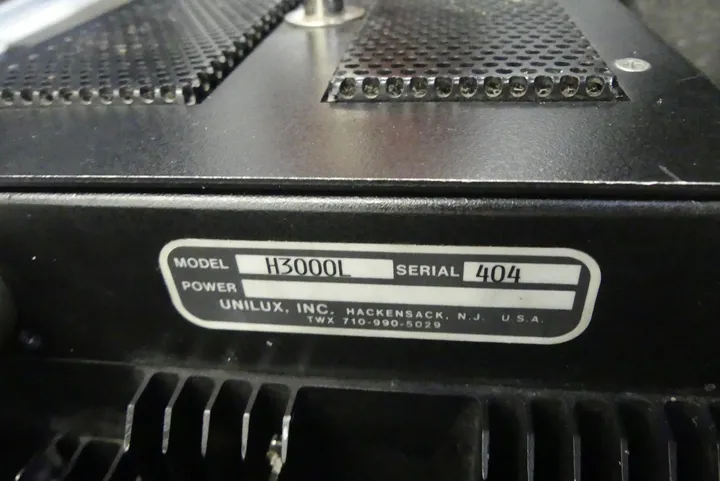 MODEL H3000L SERIAL 404
POWER
UNILUX, INC. HACKENSACK, N.J. U S A.
TWX 710-990-5029